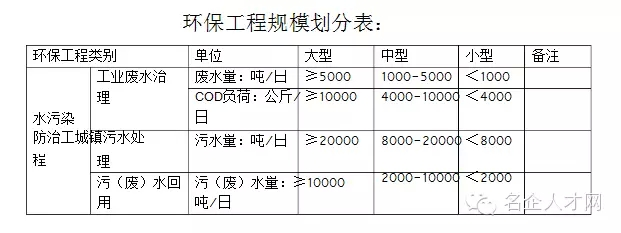 环保工程规模划分表：
环保工程类别 单位 大型 中型 小型 备注
水污染防治工程
工业废水治理 废水量：吨/日 ≥5000 1000-5000 <1000
COD负荷：公斤/日 ≥10000 4000-10000 <4000
城镇污水处理 污水量：吨/日 ≥20000 8000-20000 <8000
污（废）水回用 污（废）水量：吨/日 ≥10000 2000-10000 <2000
名企人才网